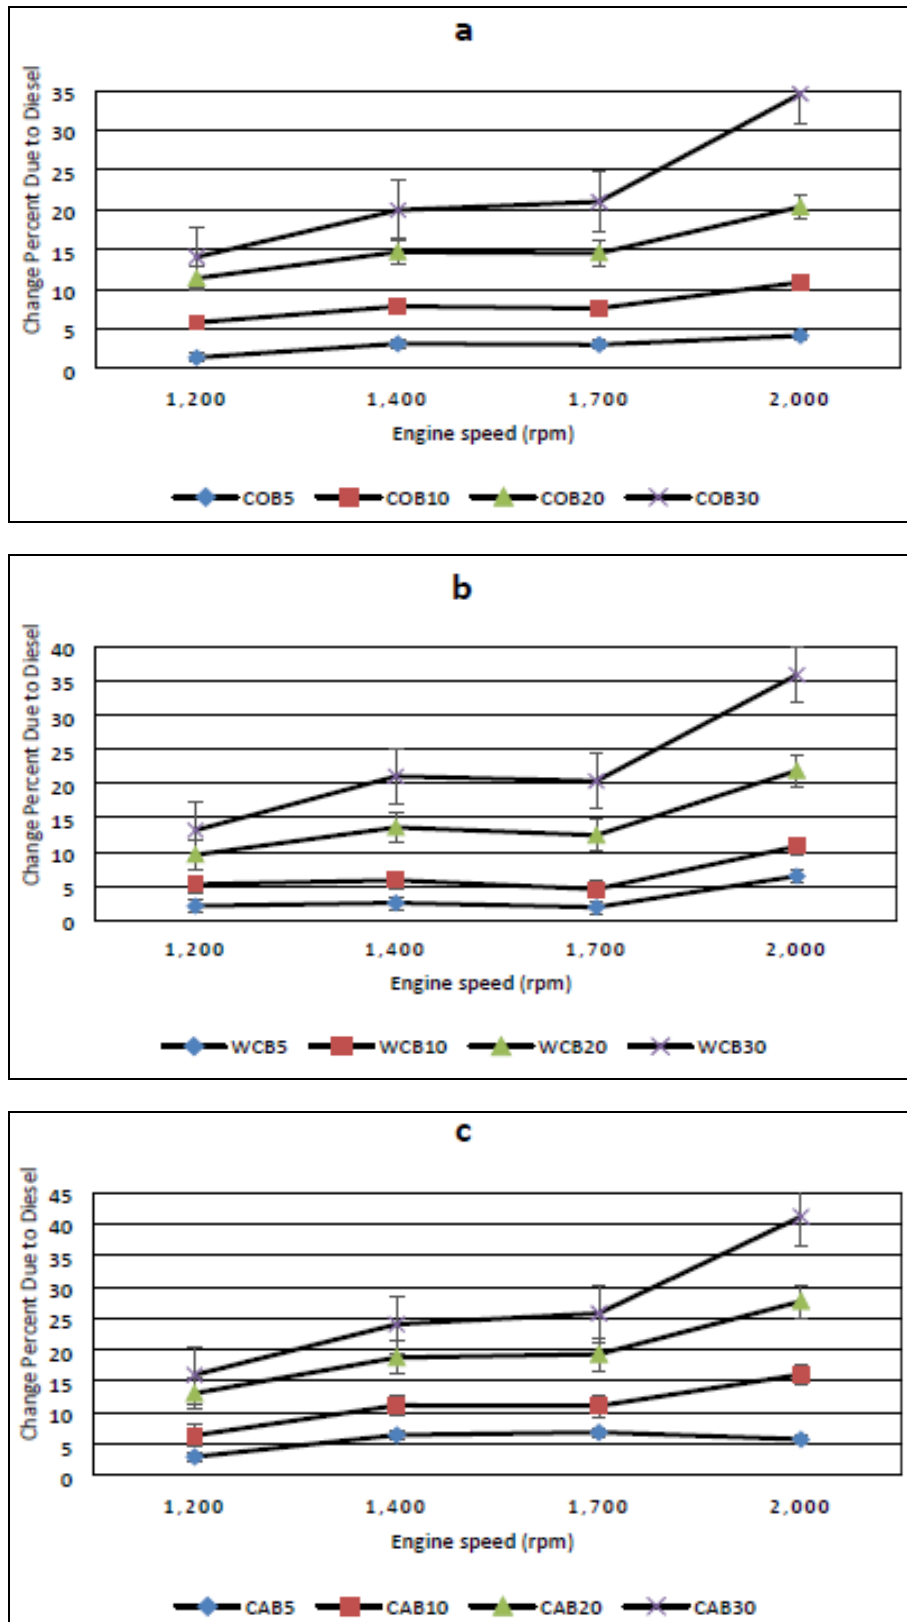 a
Change Percent Due to Diesel
35
30
25
20
15
10
5
0
1,200 1,400 1,700 2,000
Engine speed (rpm)
COB5 COB10 COB20 COB30
b
Change Percent Due to Diesel
40
35
30
25
20
15
10
5
0
1,200 1,400 1,700 2,000
Engine speed (rpm)
WCB5 WCB10 WCB20 WCB30
c
Change Percent Due to Diesel
45
40
35
30
25
20
15
10
5
0
1,200 1,400 1,700 2,000
Engine speed (rpm)
CAB5 CAB10 CAB20 CAB30